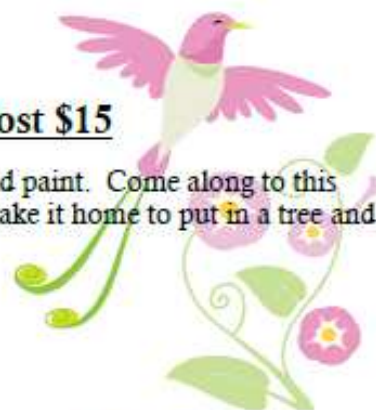 ost $15
d paint.  Come along to this
ake it home to put in a tree and